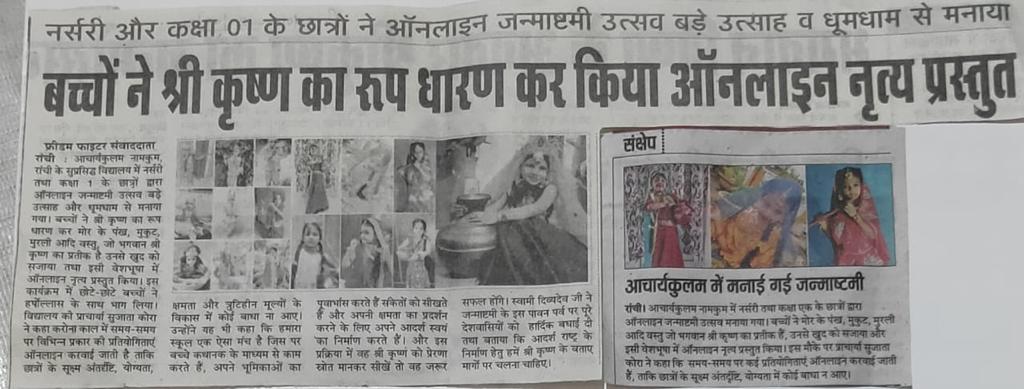 नर्सरी और कक्षा 01 के छात्रों ने ऑनलाइन जन्माष्टमी उत्सव बड़े उत्साह व धूमधाम से मनाया
बच्चों ने श्री कृष्ण का रूप धारण कर किया ऑनलाइन नृत्य प्रस्तुत
फ्रीडम फाइटर संवाददाता
रांची : आचार्यकुलम नामकुम,
रांची के सुप्रसिद्ध विद्यालय में नर्सरी
तथा कक्षा 1 के छात्रों द्वारा
ऑनलाइन जन्माष्टमी उत्सव बड़े
उत्साह और धूमधाम से मनाया
गया। बच्चों ने श्री कृष्ण का रूप
धारण कर मोर के पंख, मुकुट,
मुरली आदि वस्तु, जो भगवान श्री
कृष्ण का प्रतीक है उनसे खुद को
सजाया तथा इसी वेशभूषा में
ऑनलाइन नृत्य प्रस्तुत किया। इस
कार्यक्रम में छोटे-छोटे बच्चों ने
हर्षोल्लास के साथ भाग लिया।
विद्यालय की प्राचार्या सुजाता कोरा
ने कहा करोना काल में समय-समय
पर विभिन्न प्रकार की प्रतियोगिताएं
ऑनलाइन करवाई जाती है ताकि
छात्रों के सूक्ष्म अंतर्दृष्टि, योग्यता,
क्षमता और त्रुटिहीन मूल्यों के
विकास में कोई बाधा ना आए।
उन्होंने यह भी कहा कि हमारा
स्कूल एक ऐसा मंच है जिस पर
बच्चे कथानक के माध्यम से काम
करते हैं, अपने भूमिकाओं का
पूर्वाभास करते हैं संकेतों को सीखते
हैं और अपनी क्षमता का प्रदर्शन
करने के लिए अपने आदर्श स्वयं
का निर्माण करते हैं। और इस
प्रक्रिया में वह श्री कृष्ण को प्रेरणा
स्रोत मानकर सीखें तो वह जरूर
सफल होंगे। स्वामी दिव्यदेव जी ने
जन्माष्टमी के इस पावन पर्व पर पूरे
देशवासियों को हार्दिक बधाई दी
तथा बताया कि आदर्श राष्ट्र के
निर्माण हेतु हमें श्री कृष्ण के बताए
मार्गों पर चलना चाहिए।
संक्षेप
आचार्यकुलम में मनाई गई जन्माष्टमी
रांची। आचार्यकुलम नामकुम में नर्सरी तथा कक्षा एक के छात्रों द्वारा
ऑनलाइन जन्माष्टमी उत्सव मनाया गया। बच्चों ने मोर के पंख, मुकुट, मुरली
आदि वस्तु जो भगवान श्री कृष्ण का प्रतीक हैं, उनसे खुद को सजाया और
इसी वेशभूषा में ऑनलाइन नृत्य प्रस्तुत किया। इस मौके पर प्राचार्या सुजाता
कोरा ने कहा कि समय-समय पर कई प्रतियोगिताएं ऑनलाइन करवाई जाती
हैं, ताकि छात्रों के सूक्ष्म अंतर्दृष्टि, योग्यता में कोई बाधा न आए।